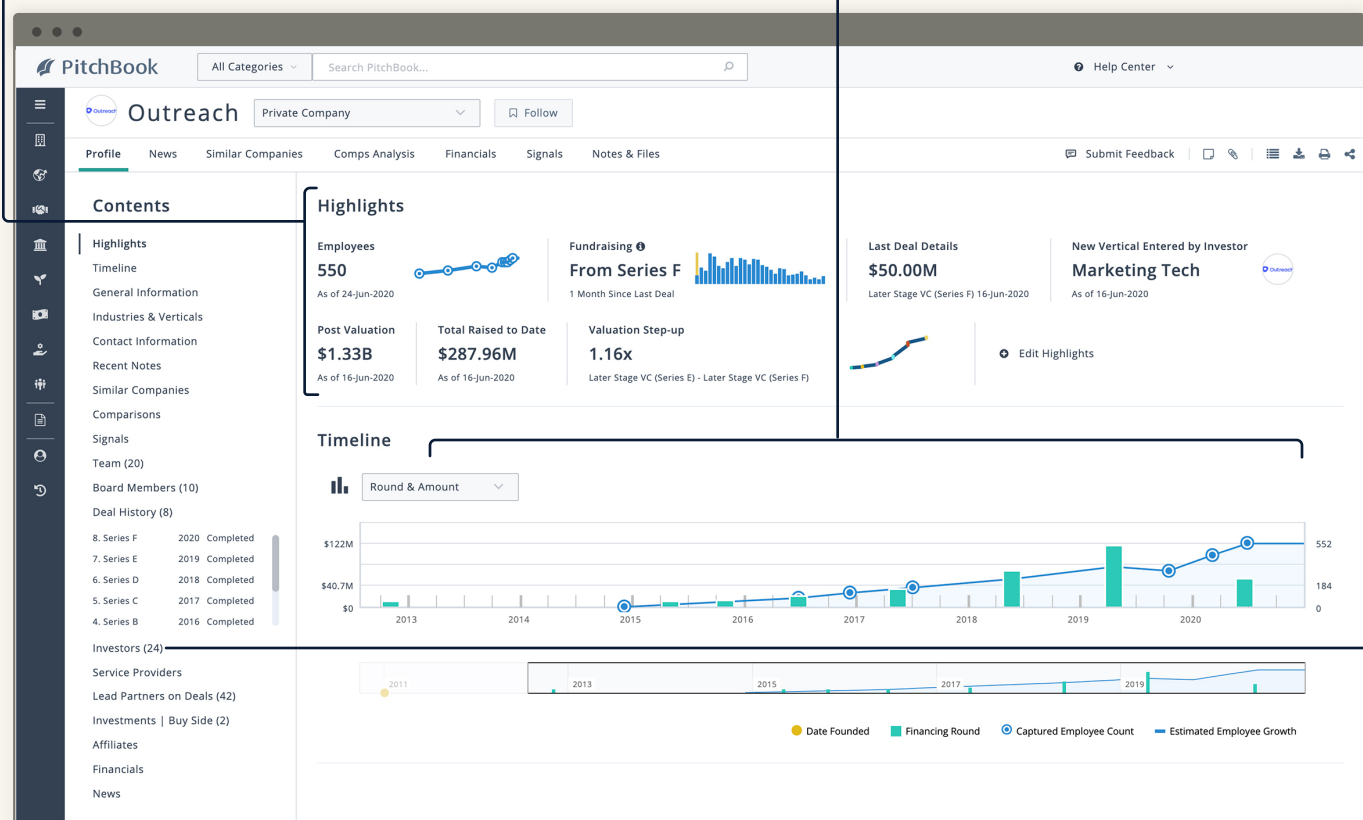 PitchBook
All Categories
Search PitchBook...
Help Center
Outreach
Outreach
Private Company
Follow
Profile
News
Similar Companies
Comps Analysis
Financials
Signals
Notes & Files
Submit Feedback
Contents
Highlights
Timeline
General Information
Industries & Verticals
Contact Information
Recent Notes
Similar Companies
Comparisons
Signals
Team (20)
Board Members (10)
Deal History (8)
8. Series F 2020 Completed
7. Series E 2019 Completed
6. Series D 2018 Completed
5. Series C 2017 Completed
4. Series B 2016 Completed
Investors (24)
Service Providers
Lead Partners on Deals (42)
Investments | Buy Side (2)
Affiliates
Financials
News
Highlights
Employees
550
As of 24-Jun-2020
Fundraising
From Series F
1 Month Since Last Deal
Last Deal Details
$50.00M
Later Stage VC (Series F) 16-Jun-2020
New Vertical Entered by Investor
Marketing Tech
As of 16-Jun-2020
Outreach
Post Valuation
$1.33B
As of 16-Jun-2020
Total Raised to Date
$287.96M
As of 16-Jun-2020
Valuation Step-up
1.16x
Later Stage VC (Series E) - Later Stage VC (Series F)
Edit Highlights
Timeline
Round & Amount
$122M
$40.7M
$0
552
184
0
2013 2014 2015 2016 2017 2018 2019 2020
2011 2013 2015 2017 2019
Date Founded
Financing Round
Captured Employee Count
Estimated Employee Growth